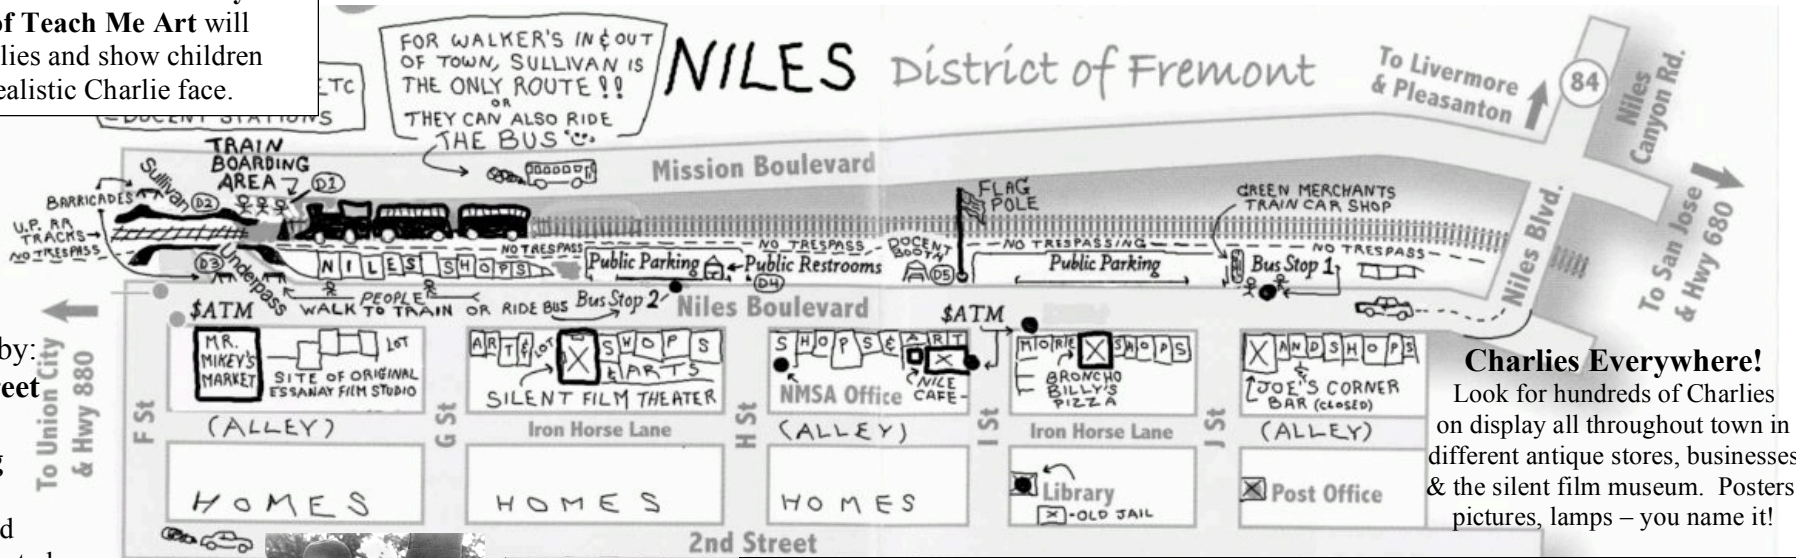 of Teach Me Art will
lies and show children
ealistic Charlie face.
ETC
DOCENT STATIONS
FOR WALKER'S IN & OUT
OF TOWN, SULLIVAN IS
THE ONLY ROUTE !!
OR
THEY CAN ALSO RIDE
THE BUS
NILES District of Fremont
To Livermore
& Pleasanton
84
Niles
Canyon Rd.
To San Jose
& Hwy 680
Niles Blvd.
Mission Boulevard
TRAIN
BOARDING
AREA
D1
Sullivan
D2
BARRICADES
U.P. RR
TRACKS
NO TRESPASS
D3
Underpass
NILES SHOPS
NO TRESPASS
Public Parking
Public Restrooms
D4
NO TRESPASS
DOCENT
BOOTH
D5
FLAG
POLE
NO TRESPASSING
Public Parking
GREEN MERCHANTS
TRAIN CAR SHOP
Bus Stop 1
NO TRESPASS
PEOPLE
WALK TO TRAIN OR RIDE BUS Bus Stop 2
Niles Boulevard
To Union City
& Hwy 880
$ATM
MR.
MIKEY'S
MARKET
LOT
SITE OF ORIGINAL
ESSANAY FILM STUDIO
ART &
LOT
X
SHOPS
& ARTS
SILENT FILM THEATER
SHOPS & ART
X
NMSA Office
NILE
CAFE
$ATM
MORE
X
SHOPS
BRONCHO
BILLY'S
PIZZA
X
ANDSHOPS
&
JOE'S CORNER
BAR (CLOSED)
F St
G St
H St
I St
J St
(ALLEY)
Iron Horse Lane
(ALLEY)
Iron Horse Lane
(ALLEY)
HOMES
HOMES
HOMES
Library
X - OLD JAIL
Post Office
2nd Street
by:
reet
g
d
Charlies Everywhere!
Look for hundreds of Charlies
on display all throughout town in
different antique stores, businesses
& the silent film museum. Posters
pictures, lamps – you name it!